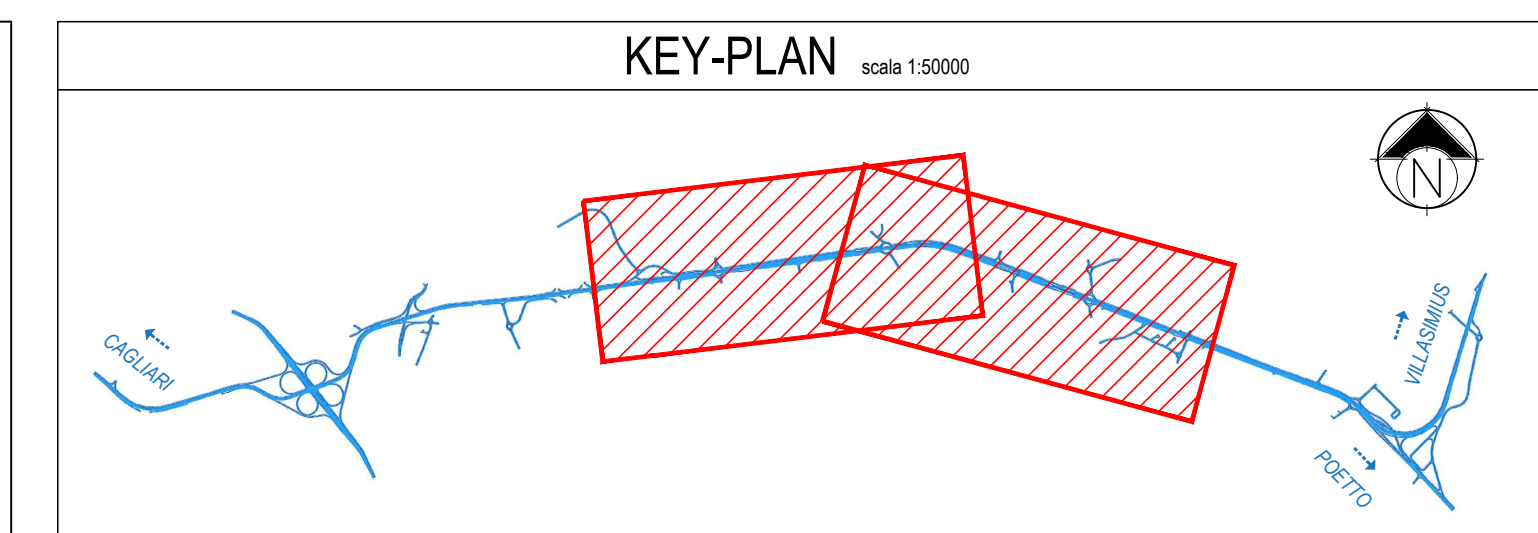 KEY-PLAN scala 1:50000
N
CAGLIARI
VILLASIMIUS
POETTO